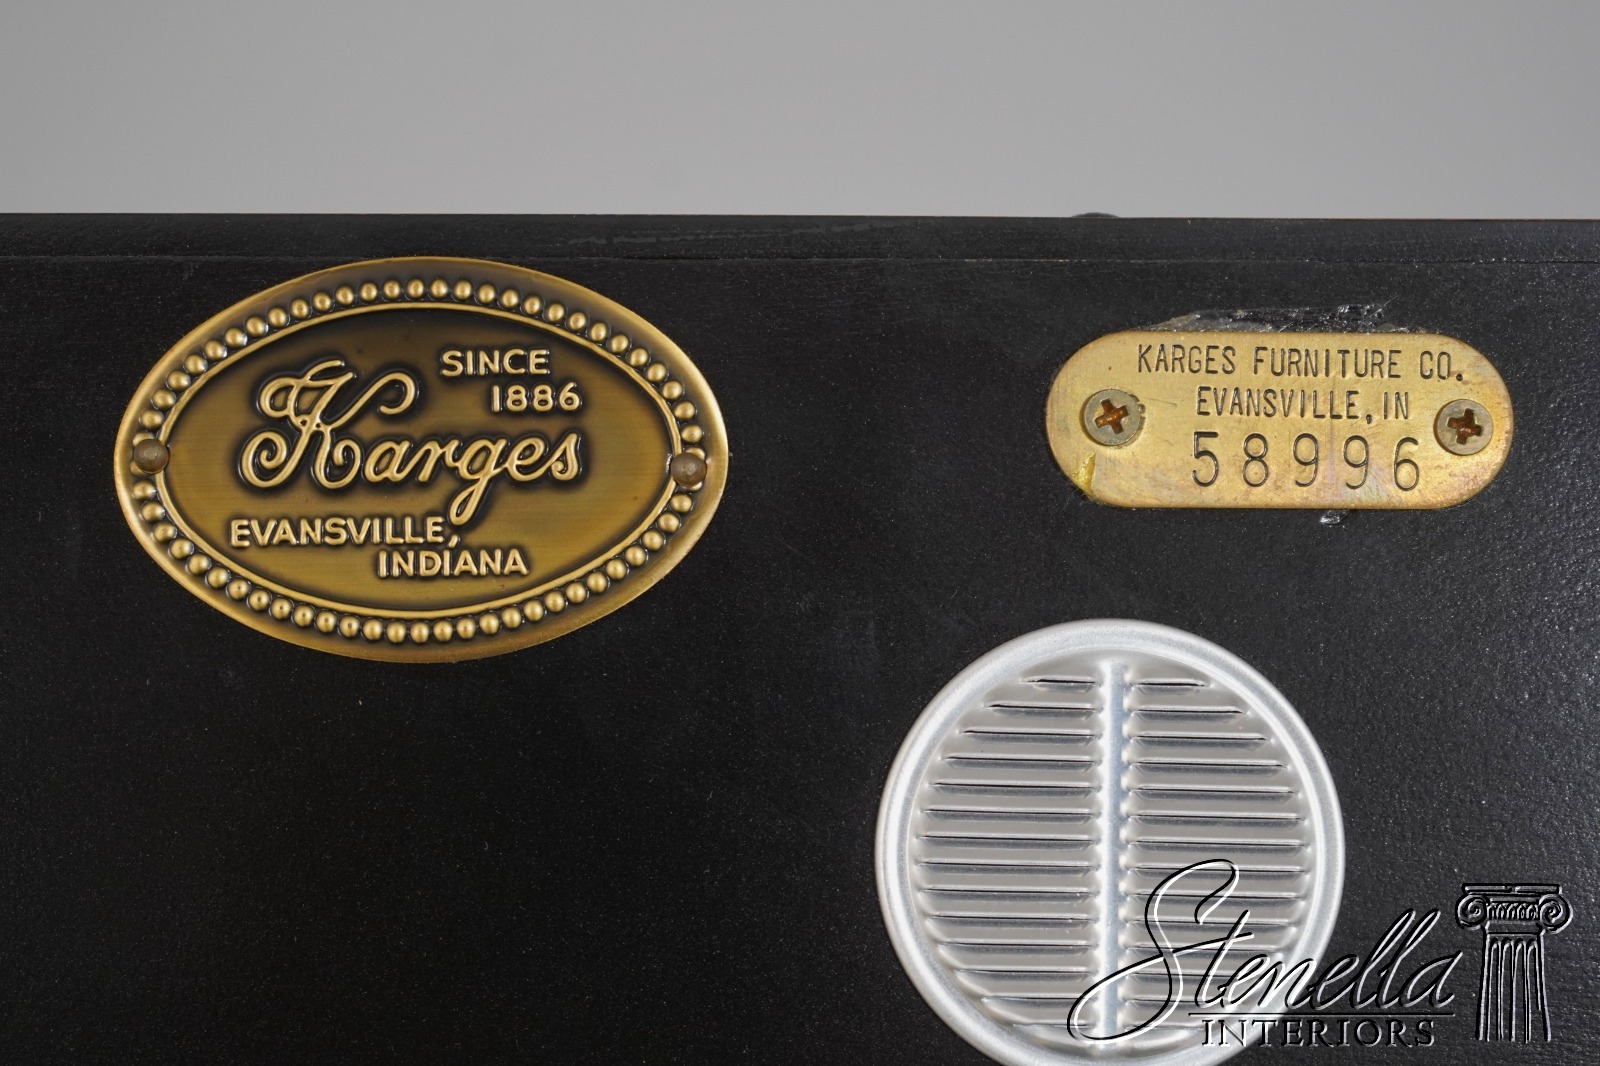 SINCE
1886
Karges
EVANSVILLE,
INDIANA
KARGES FURNITURE CO.
EVANSVILLE, IN
58996
Stenella
INTERIORS